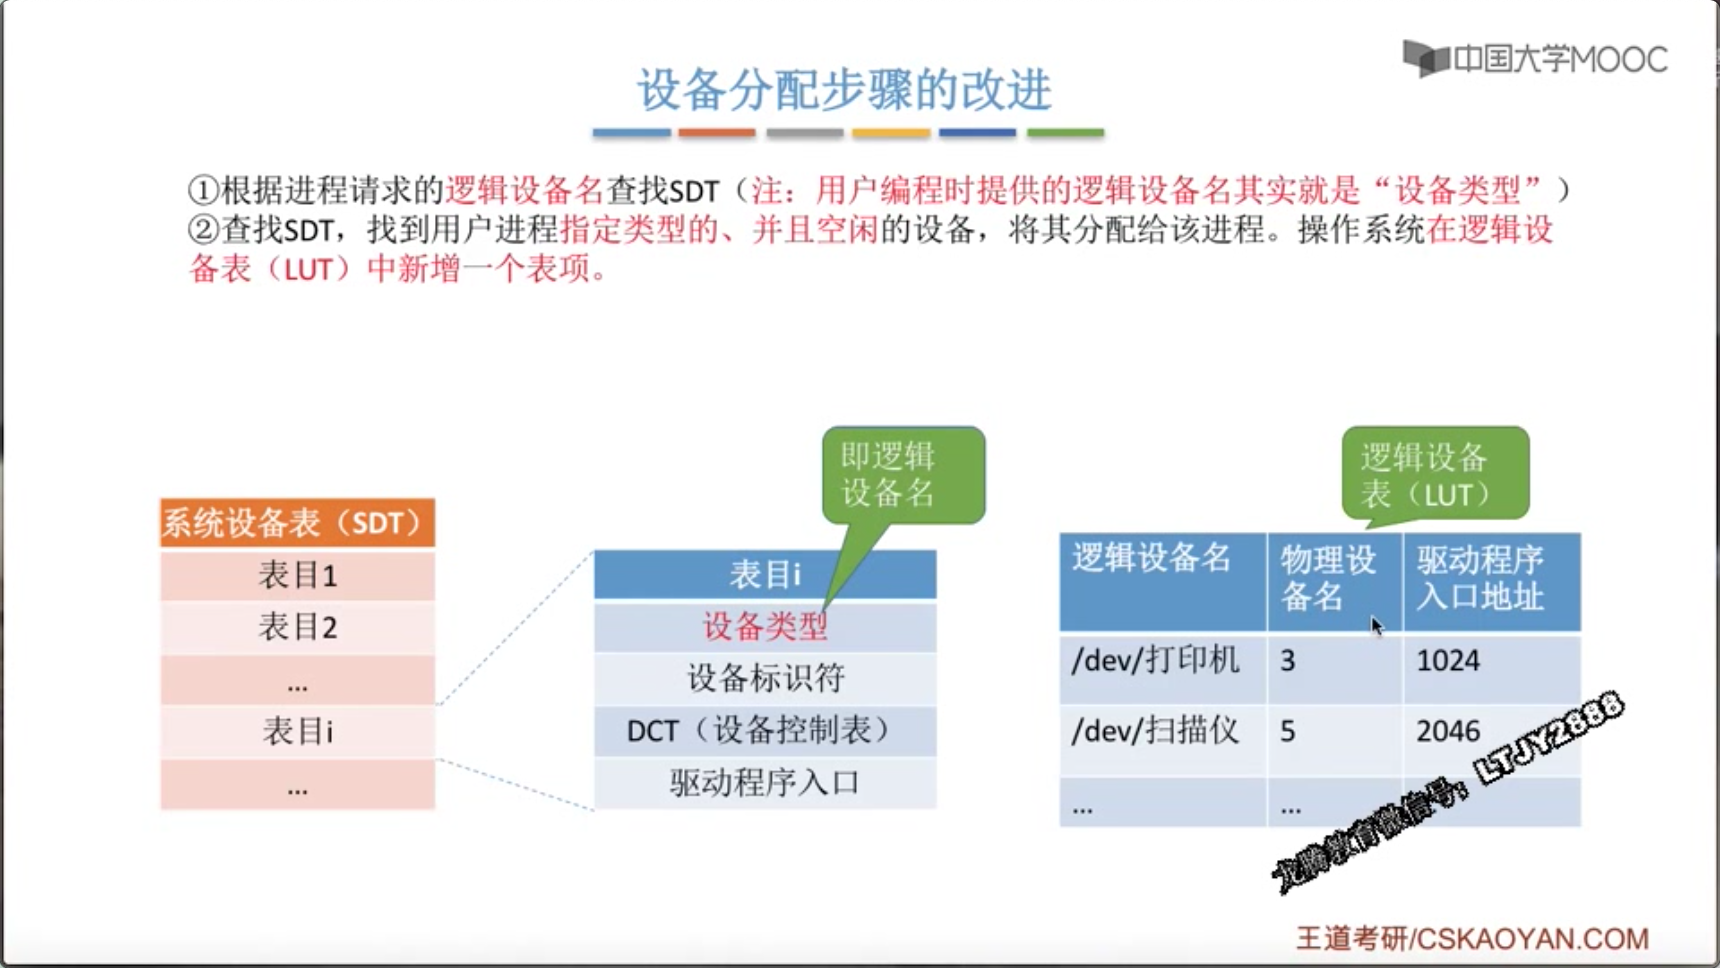 中国大学MOOC
设备分配步骤的改进
①根据进程请求的逻辑设备名查找SDT（注：用户编程时提供的逻辑设备名其实就是“设备类型”）
②查找SDT，找到用户进程指定类型的、并且空闲的设备，将其分配给该进程。操作系统在逻辑设
备表（LUT）中新增一个表项。
即逻辑
设备名
逻辑设备
表（LUT）
系统设备表（SDT）
表目1
表目2
...
表目i
...
表目i
设备类型
设备标识符
DCT（设备控制表）
驱动程序入口
逻辑设备名 物理设备名 驱动程序入口地址
/dev/打印机 3 1024
/dev/扫描仪 5 2046
... ...
龙腾教育微信号：LTJYZ888
王道考研/CSKAOYAN.COM